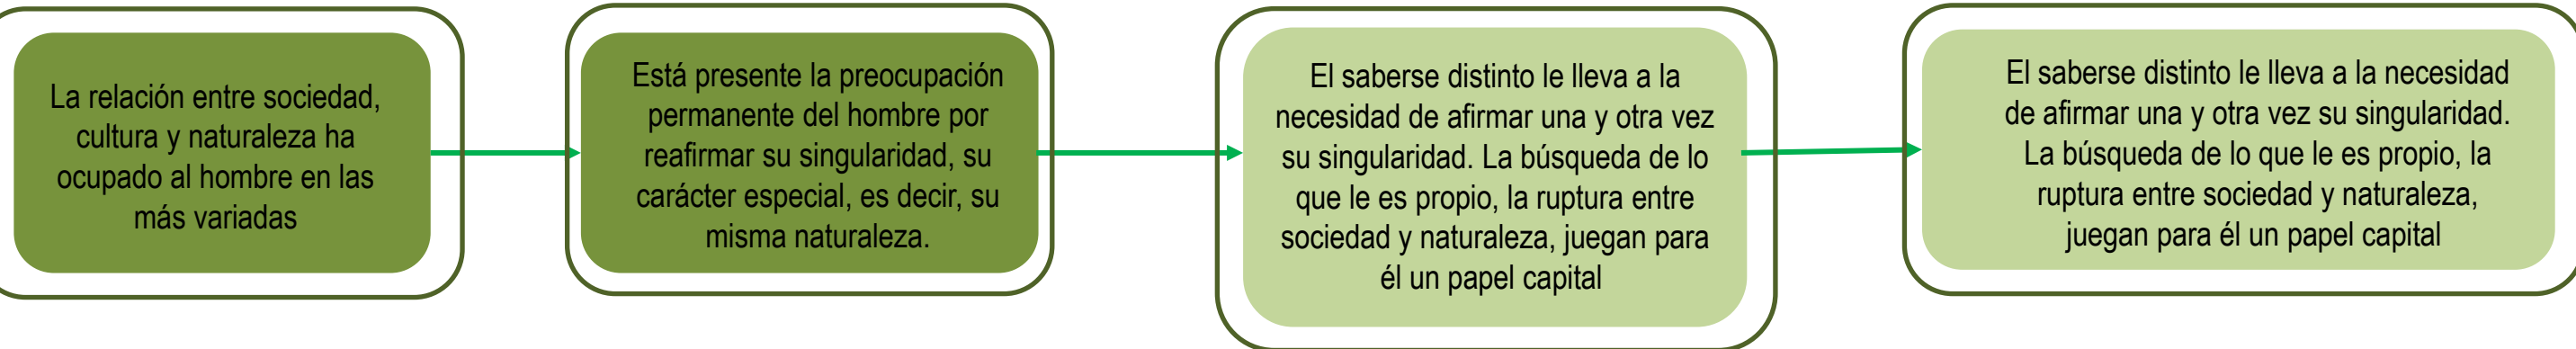 La relación entre sociedad,
cultura y naturaleza ha
ocupado al hombre en las
más variadas
Está presente la preocupación
permanente del hombre por
reafirmar su singularidad, su
carácter especial, es decir, su
misma naturaleza.
El saberse distinto le lleva a la
necesidad de afirmar una y otra vez
su singularidad. La búsqueda de lo
que le es propio, la ruptura entre
sociedad y naturaleza, juegan para
él un papel capital
El saberse distinto le lleva a la necesidad
de afirmar una y otra vez su singularidad.
La búsqueda de lo que le es propio, la
ruptura entre sociedad y naturaleza,
juegan para él un papel capital